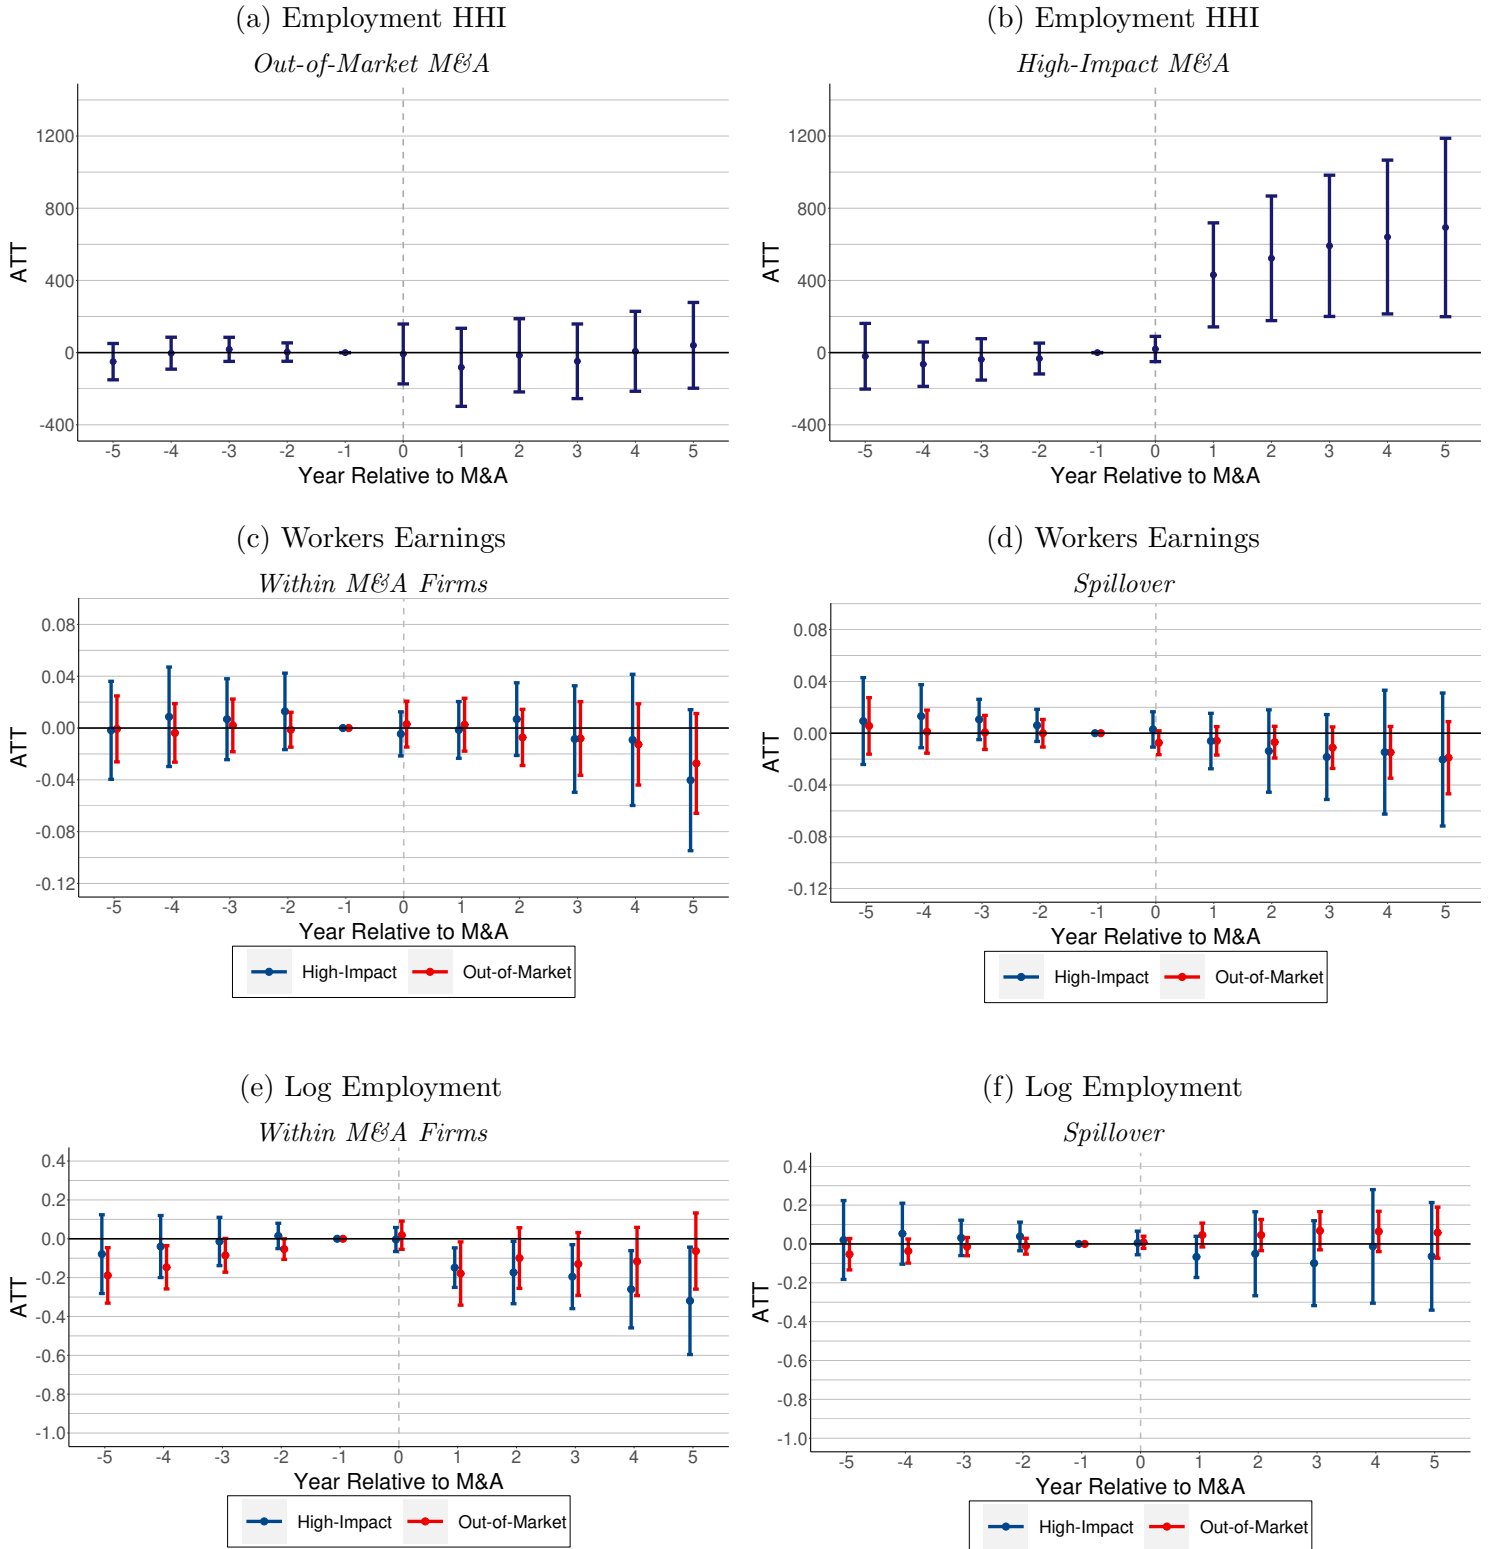 (a) Employment HHI
Out-of-Market M&A
1200
800
400
0
-400
ATT
-5 -4 -3 -2 -1 0 1 2 3 4 5
Year Relative to M&A
(b) Employment HHI
High-Impact M&A
1200
800
400
0
-400
ATT
-5 -4 -3 -2 -1 0 1 2 3 4 5
Year Relative to M&A
(c) Workers Earnings
Within M&A Firms
0.08
0.04
0.00
-0.04
-0.08
-0.12
ATT
-5 -4 -3 -2 -1 0 1 2 3 4 5
Year Relative to M&A
High-Impact Out-of-Market
(d) Workers Earnings
Spillover
0.08
0.04
0.00
-0.04
-0.08
-0.12
ATT
-5 -4 -3 -2 -1 0 1 2 3 4 5
Year Relative to M&A
High-Impact Out-of-Market
(e) Log Employment
Within M&A Firms
0.4
0.2
0.0
-0.2
-0.4
-0.6
-0.8
-1.0
ATT
-5 -4 -3 -2 -1 0 1 2 3 4 5
Year Relative to M&A
High-Impact Out-of-Market
(f) Log Employment
Spillover
0.4
0.2
0.0
-0.2
-0.4
-0.6
-0.8
-1.0
ATT
-5 -4 -3 -2 -1 0 1 2 3 4 5
Year Relative to M&A
High-Impact Out-of-Market